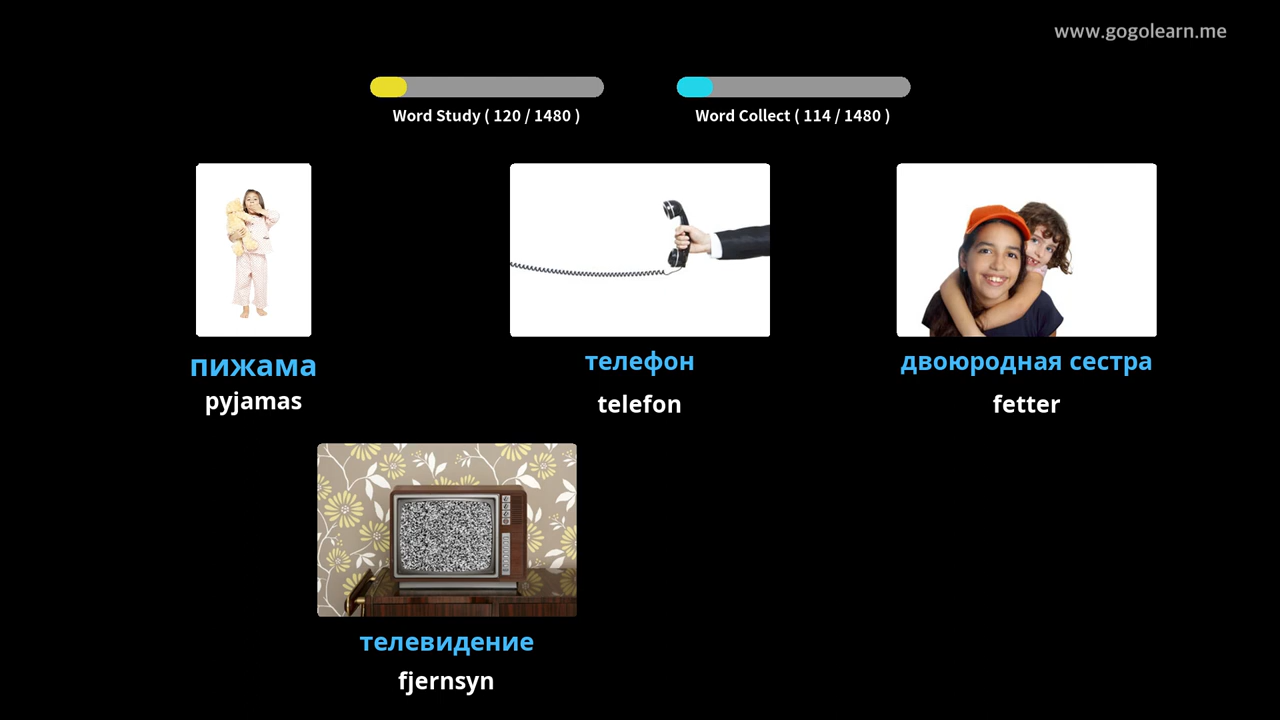 www.gogolearn.me
Word Study ( 120 / 1480 )
Word Collect ( 114 / 1480 )
пижама
pyjamas
телефон
telefon
двоюродная сестра
fetter
телевидение
fjernsyn